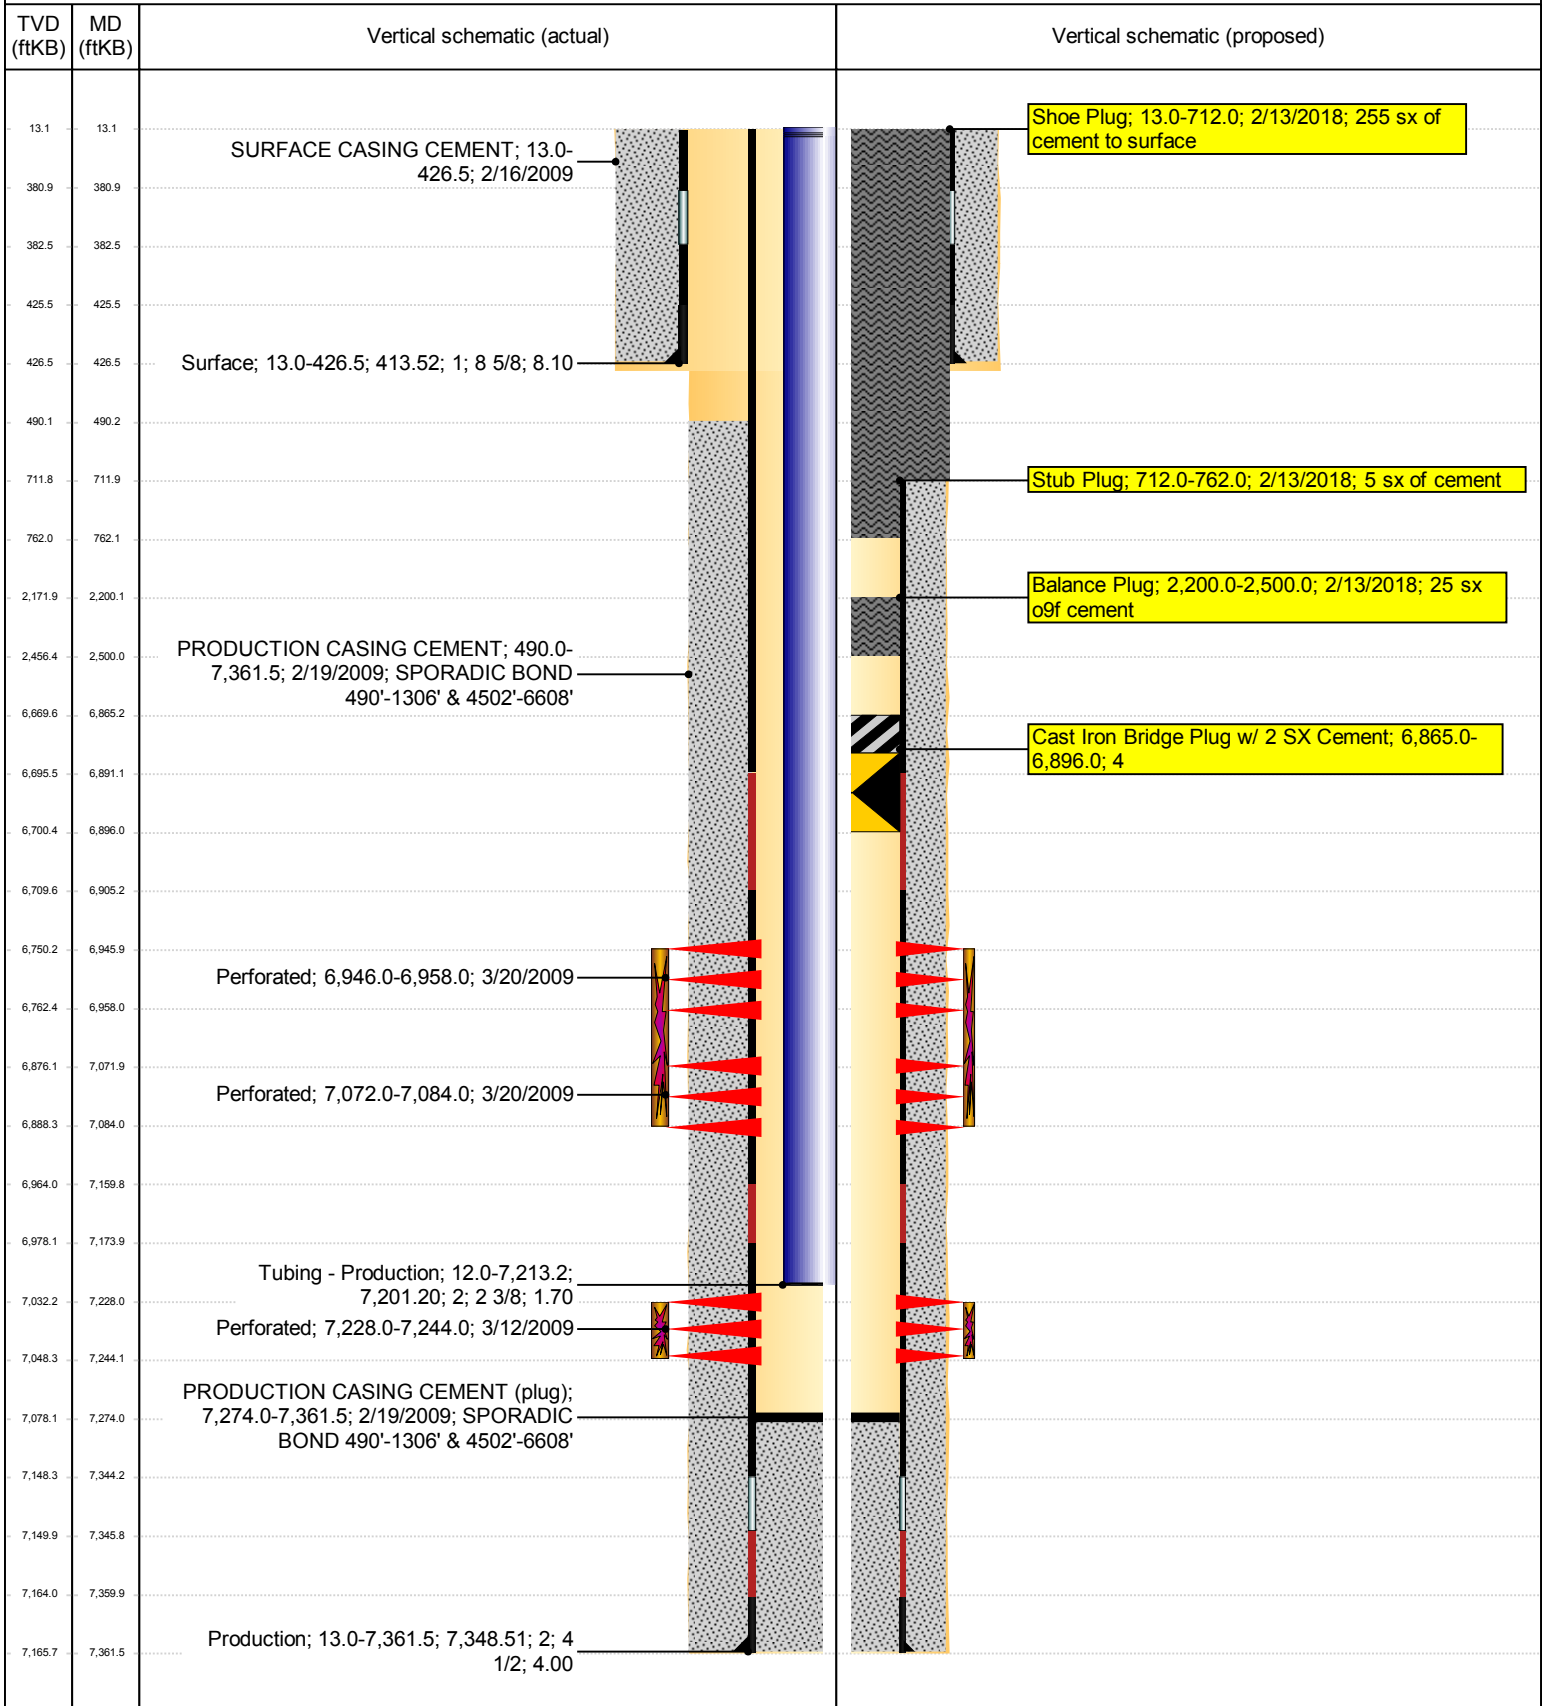 TVD
(ftKB)
MD
(ftKB)
Vertical schematic (actual)
Vertical schematic (proposed)
13.1 13.1
380.9 380.9
382.5 382.5
425.5 425.5
426.5 426.5
490.1 490.2
711.8 711.9
762.0 762.1
2,171.9 2,200.1
2,456.4 2,500.0
6,669.6 6,865.2
6,695.5 6,891.1
6,700.4 6,896.0
6,709.6 6,905.2
6,750.2 6,945.9
6,762.4 6,958.0
6,876.1 7,071.9
6,888.3 7,084.0
6,964.0 7,159.8
6,978.1 7,173.9
7,032.2 7,228.0
7,048.3 7,244.1
7,078.1 7,274.0
7,148.3 7,344.2
7,149.9 7,345.8
7,164.0 7,359.9
7,165.7 7,361.5
SURFACE CASING CEMENT; 13.0-
426.5; 2/16/2009
Surface; 13.0-426.5; 413.52; 1; 8 5/8; 8.10
PRODUCTION CASING CEMENT; 490.0-
7,361.5; 2/19/2009; SPORADIC BOND
490'-1306' & 4502'-6608'
Perforated; 6,946.0-6,958.0; 3/20/2009
Perforated; 7,072.0-7,084.0; 3/20/2009
Tubing - Production; 12.0-7,213.2;
7,201.20; 2; 2 3/8; 1.70
Perforated; 7,228.0-7,244.0; 3/12/2009
PRODUCTION CASING CEMENT (plug);
7,274.0-7,361.5; 2/19/2009; SPORADIC
BOND 490'-1306' & 4502'-6608'
Production; 13.0-7,361.5; 7,348.51; 2; 4
1/2; 4.00
Shoe Plug; 13.0-712.0; 2/13/2018; 255 sx of
cement to surface
Stub Plug; 712.0-762.0; 2/13/2018; 5 sx of cement
Balance Plug; 2,200.0-2,500.0; 2/13/2018; 25 sx
o9f cement
Cast Iron Bridge Plug w/ 2 SX Cement; 6,865.0-
6,896.0; 4